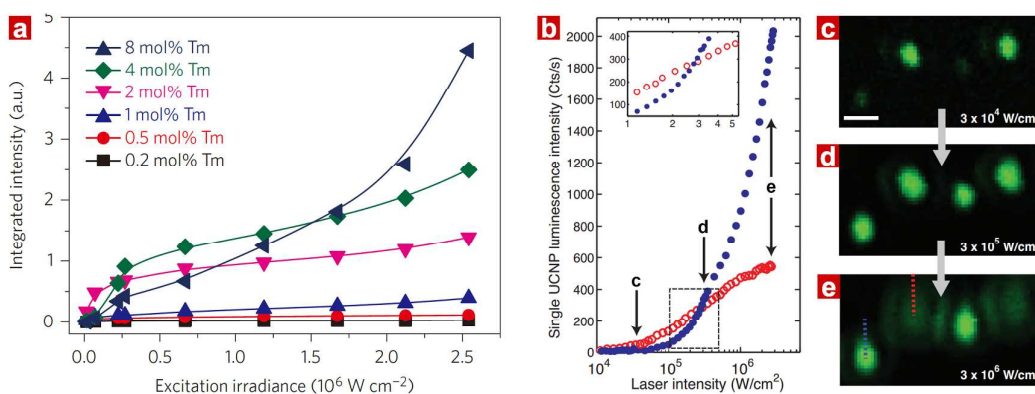 a
Integrated intensity (a.u.)
5
4
3
2
1
0
8 mol% Tm
4 mol% Tm
2 mol% Tm
1 mol% Tm
0.5 mol% Tm
0.2 mol% Tm
0.0 0.5 1.0 1.5 2.0 2.5
Excitation irradiance (10⁶ W cm⁻²)
b
Single UCNP luminescence intensity (Cts/s)
2000
1800
1600
1400
1200
1000
800
600
400
200
0
400
300
200
100
1 2 3 4 5
c
d
e
10⁴ 10⁵ 10⁶
Laser intensity (W/cm²)
c
3 x 10⁴ W/cm
d
3 x 10⁵ W/cm
e
3 x 10⁶ W/cm